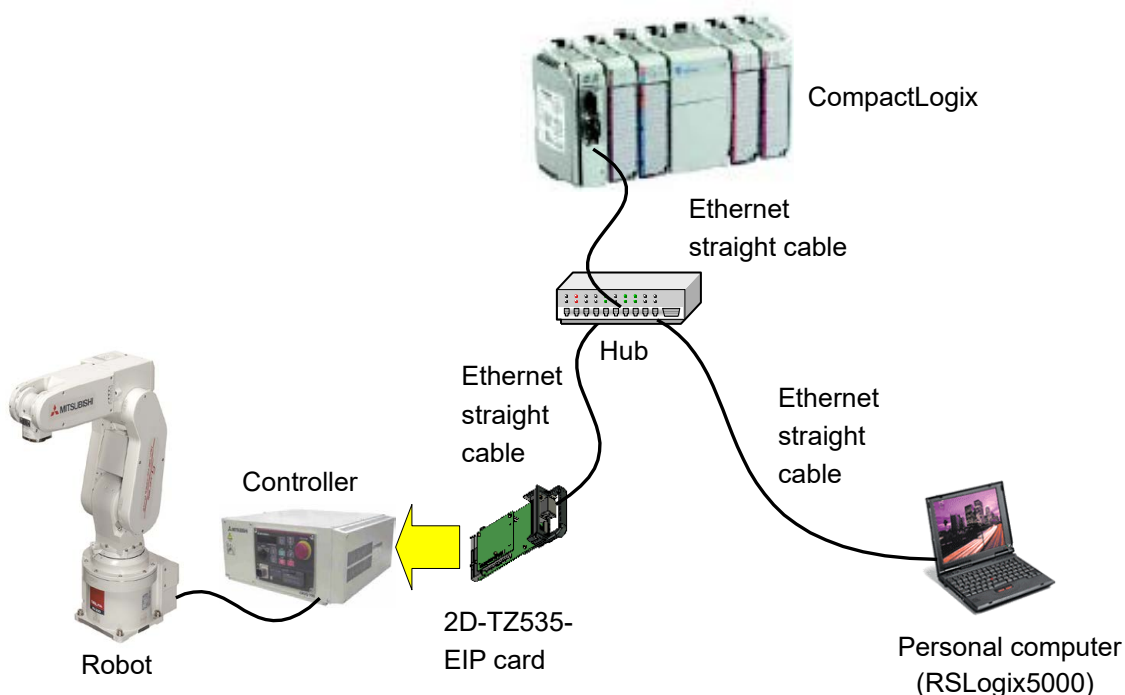 CompactLogix
Ethernet
straight cable
Hub
Ethernet
straight
cable
Ethernet
straight
cable
MITSUBISHI
Controller
2D-TZ535-
EIP card
Robot
Personal computer
(RSLogix5000)